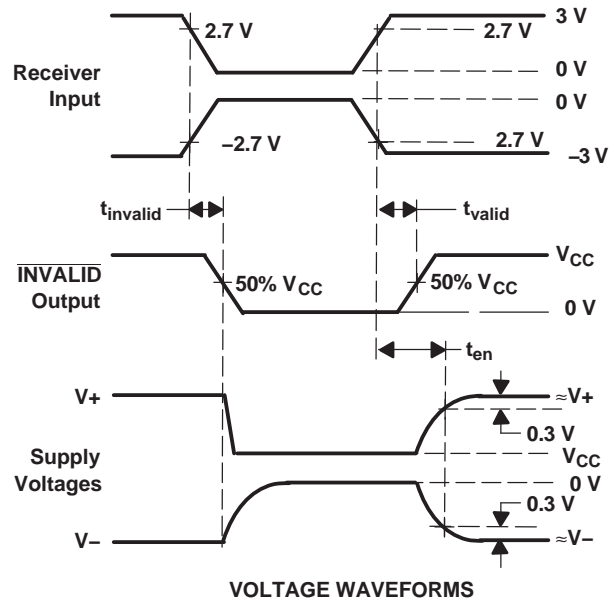 3 V
2.7 V
2.7 V
Receiver
Input
0 V
0 V
–2.7 V
2.7 V
–3 V
tinvalid
tvalid
INVALID
Output
VCC
50% VCC
50% VCC
0 V
ten
V+
≈V+
0.3 V
Supply
Voltages
VCC
0 V
0.3 V
V–
≈V–
VOLTAGE WAVEFORMS